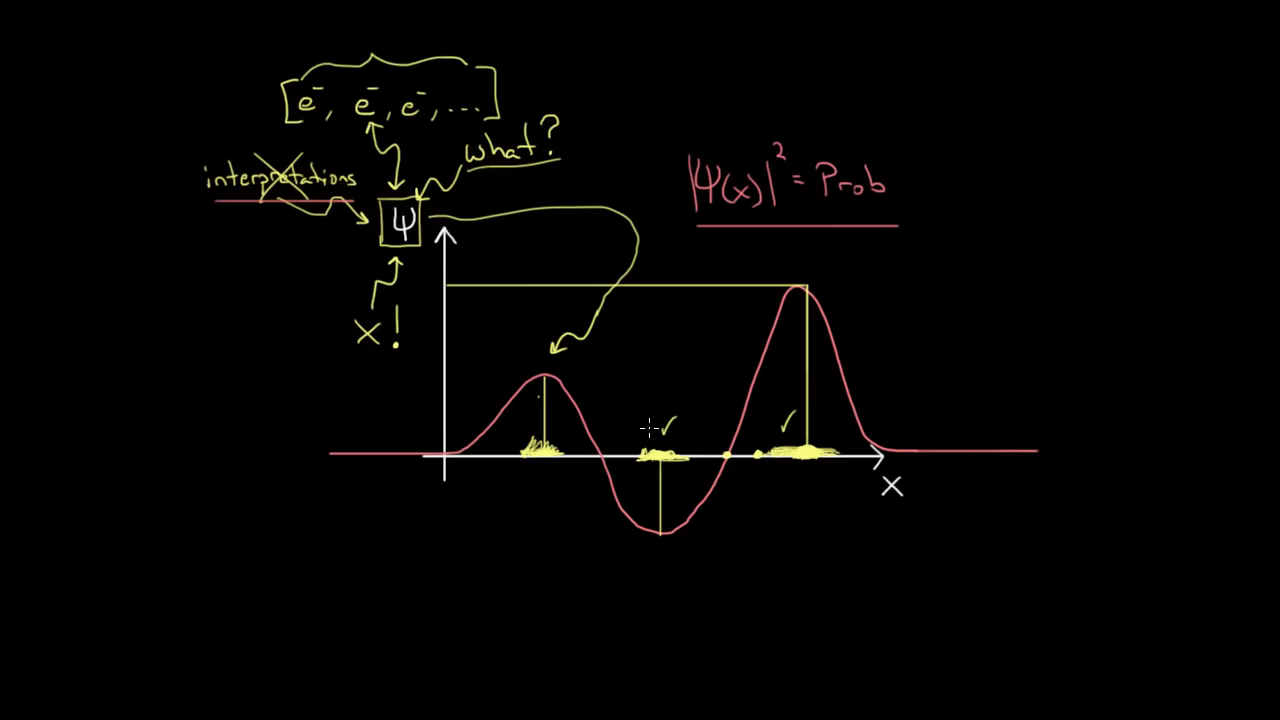 [e⁻, e⁻, e⁻, ....]
what?
interpretations
|Ψ(x)|² = Prob
Ψ
x!
x